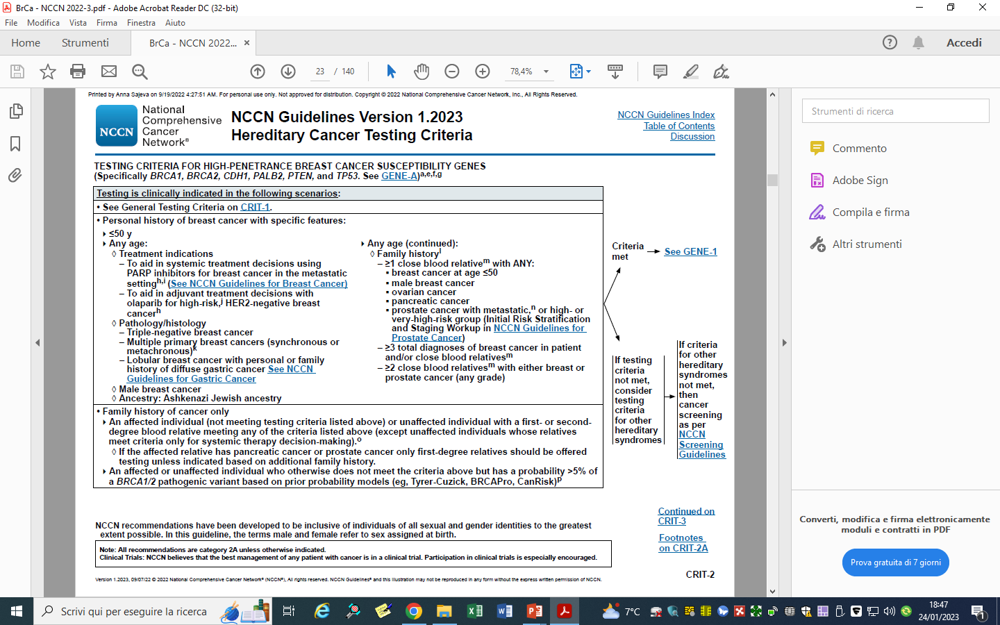 BrCa - NCCN 2022-3.pdf - Adobe Acrobat Reader DC (32-bit)
File Modifica Vista Firma Finestra Aiuto
Home Strumenti BrCa - NCCN 2022... × Accedi
23 / 140 78,4%
Printed by Anna Sajeva on 9/19/2022 4:27:51 AM. For personal use only. Not approved for distribution. Copyright © 2022 National Comprehensive Cancer Network, Inc., All Rights Reserved.
NCCN
National
Comprehensive
Cancer
Network®
NCCN Guidelines Version 1.2023
Hereditary Cancer Testing Criteria
NCCN Guidelines Index
Table of Contents
Discussion
TESTING CRITERIA FOR HIGH-PENETRANCE BREAST CANCER SUSCEPTIBILITY GENES
(Specifically BRCA1, BRCA2, CDH1, PALB2, PTEN, and TP53. See GENE-A)a,e,f,g
Testing is clinically indicated in the following scenarios:
• See General Testing Criteria on CRIT-1.
• Personal history of breast cancer with specific features:
▸ ≤50 y
▸ Any age:
◊ Treatment indications
– To aid in systemic treatment decisions using
PARP inhibitors for breast cancer in the metastatic
settingh,i (See NCCN Guidelines for Breast Cancer)
– To aid in adjuvant treatment decisions with
olaparib for high-risk,j HER2-negative breast
cancerh
◊ Pathology/histology
– Triple-negative breast cancer
– Multiple primary breast cancers (synchronous or
metachronous)k
– Lobular breast cancer with personal or family
history of diffuse gastric cancer See NCCN
Guidelines for Gastric Cancer
◊ Male breast cancer
◊ Ancestry: Ashkenazi Jewish ancestry
▸ Any age (continued):
◊ Family historyl
– ≥1 close blood relativem with ANY:
▪ breast cancer at age ≤50
▪ male breast cancer
▪ ovarian cancer
▪ pancreatic cancer
▪ prostate cancer with metastatic,n or high- or
very-high-risk group (Initial Risk Stratification
and Staging Workup in NCCN Guidelines for
Prostate Cancer)
– ≥3 total diagnoses of breast cancer in patient
and/or close blood relativesm
– ≥2 close blood relativesm with either breast or
prostate cancer (any grade)
• Family history of cancer only
▸ An affected individual (not meeting testing criteria listed above) or unaffected individual with a first- or second-
degree blood relative meeting any of the criteria listed above (except unaffected individuals whose relatives
meet criteria only for systemic therapy decision-making).o
◊ If the affected relative has pancreatic cancer or prostate cancer only first-degree relatives should be offered
testing unless indicated based on additional family history.
▸ An affected or unaffected individual who otherwise does not meet the criteria above but has a probability >5% of
a BRCA1/2 pathogenic variant based on prior probability models (eg, Tyrer-Cuzick, BRCAPro, CanRisk)p
Criteria
met
See GENE-1
If testing
criteria
not met,
consider
testing
criteria
for other
hereditary
syndromes
If criteria
for other
hereditary
syndromes
not met,
then
cancer
screening
as per
NCCN
Screening
Guidelines
Continued on
CRIT-3
Footnotes
on CRIT-2A
NCCN recommendations have been developed to be inclusive of individuals of all sexual and gender identities to the greatest
extent possible. In this guideline, the terms male and female refer to sex assigned at birth.
Note: All recommendations are category 2A unless otherwise indicated.
Clinical Trials: NCCN believes that the best management of any patient with cancer is in a clinical trial. Participation in clinical trials is especially encouraged.
CRIT-2
Version 1.2023, 09/07/22 © 2022 National Comprehensive Cancer Network® (NCCN®), All rights reserved. NCCN Guidelines® and this illustration may not be reproduced in any form without the express written permission of NCCN.
Strumenti di ricerca
Commento
Adobe Sign
Compila e firma
Altri strumenti
Converti, modifica e firma elettronicamente
moduli e contratti in PDF
Prova gratuita di 7 giorni
Scrivi qui per eseguire la ricerca
7°C
18:47
24/01/2023
1